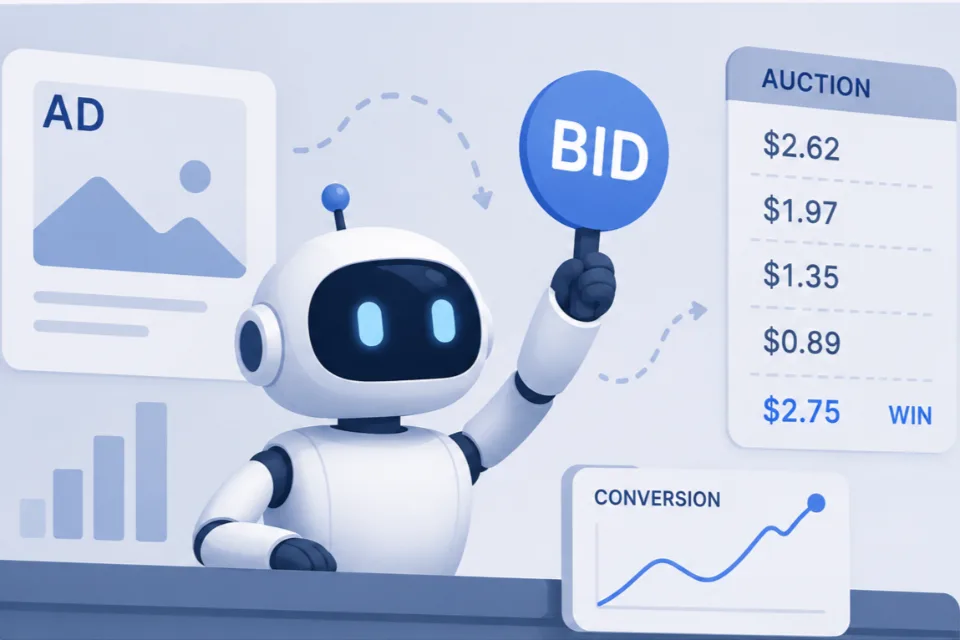 AD
BID
AUCTION
$2.62
$1.97
$1.35
$0.89
$2.75 WIN
CONVERSION